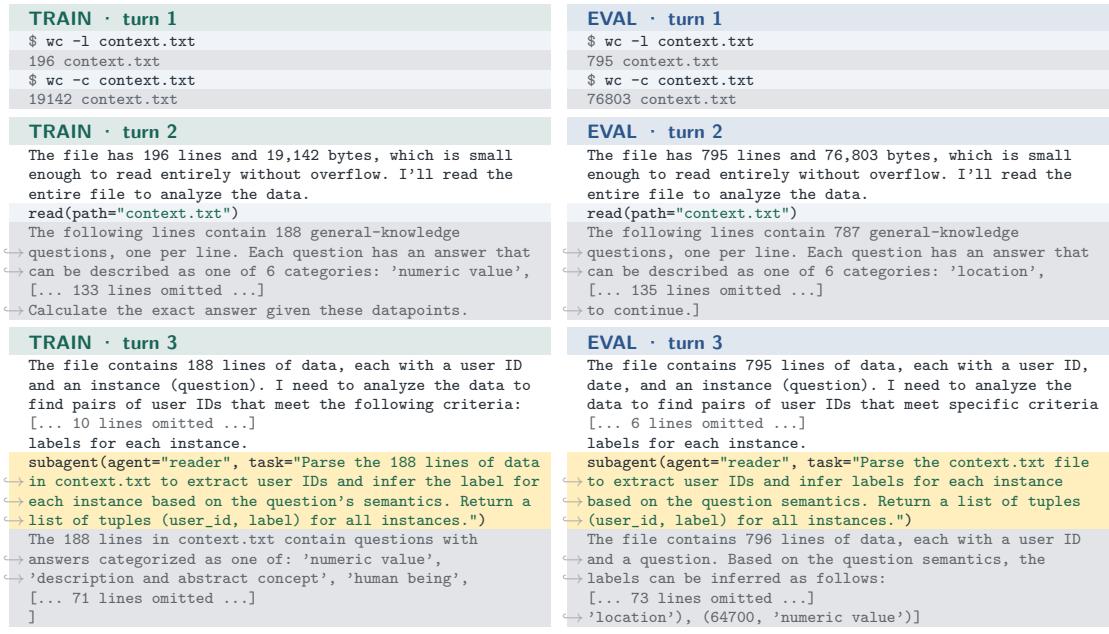 TRAIN · turn 1
$ wc -l context.txt
196 context.txt
$ wc -c context.txt
19142 context.txt
TRAIN · turn 2
The file has 196 lines and 19,142 bytes, which is small
enough to read entirely without overflow. I'll read the
entire file to analyze the data.
read(path="context.txt")
The following lines contain 188 general-knowledge
↪ questions, one per line. Each question has an answer that
↪ can be described as one of 6 categories: 'numeric value',
[... 133 lines omitted ...]
↪ Calculate the exact answer given these datapoints.
TRAIN · turn 3
The file contains 188 lines of data, each with a user ID
and an instance (question). I need to analyze the data to
find pairs of user IDs that meet the following criteria:
[... 10 lines omitted ...]
labels for each instance.
subagent(agent="reader", task="Parse the 188 lines of data
↪ in context.txt to extract user IDs and infer the label for
↪ each instance based on the question's semantics. Return a
↪ list of tuples (user_id, label) for all instances.")
The 188 lines in context.txt contain questions with
↪ answers categorized as one of: 'numeric value',
↪ 'description and abstract concept', 'human being',
[... 71 lines omitted ...]
]
EVAL · turn 1
$ wc -l context.txt
795 context.txt
$ wc -c context.txt
76803 context.txt
EVAL · turn 2
The file has 795 lines and 76,803 bytes, which is small
enough to read entirely without overflow. I'll read the
entire file to analyze the data.
read(path="context.txt")
The following lines contain 787 general-knowledge
↪ questions, one per line. Each question has an answer that
↪ can be described as one of 6 categories: 'location',
[... 135 lines omitted ...]
↪ to continue.]
EVAL · turn 3
The file contains 795 lines of data, each with a user ID,
date, and an instance (question). I need to analyze the
data to find pairs of user IDs that meet specific criteria
[... 6 lines omitted ...]
labels for each instance.
subagent(agent="reader", task="Parse the context.txt file
↪ to extract user IDs and infer labels for each instance
↪ based on the question semantics. Return a list of tuples
↪ (user_id, label) for all instances.")
The file contains 796 lines of data, each with a user ID
↪ and a question. Based on the question semantics, the
↪ labels can be inferred as follows:
[... 73 lines omitted ...]
↪ 'location'), (64700, 'numeric value')]